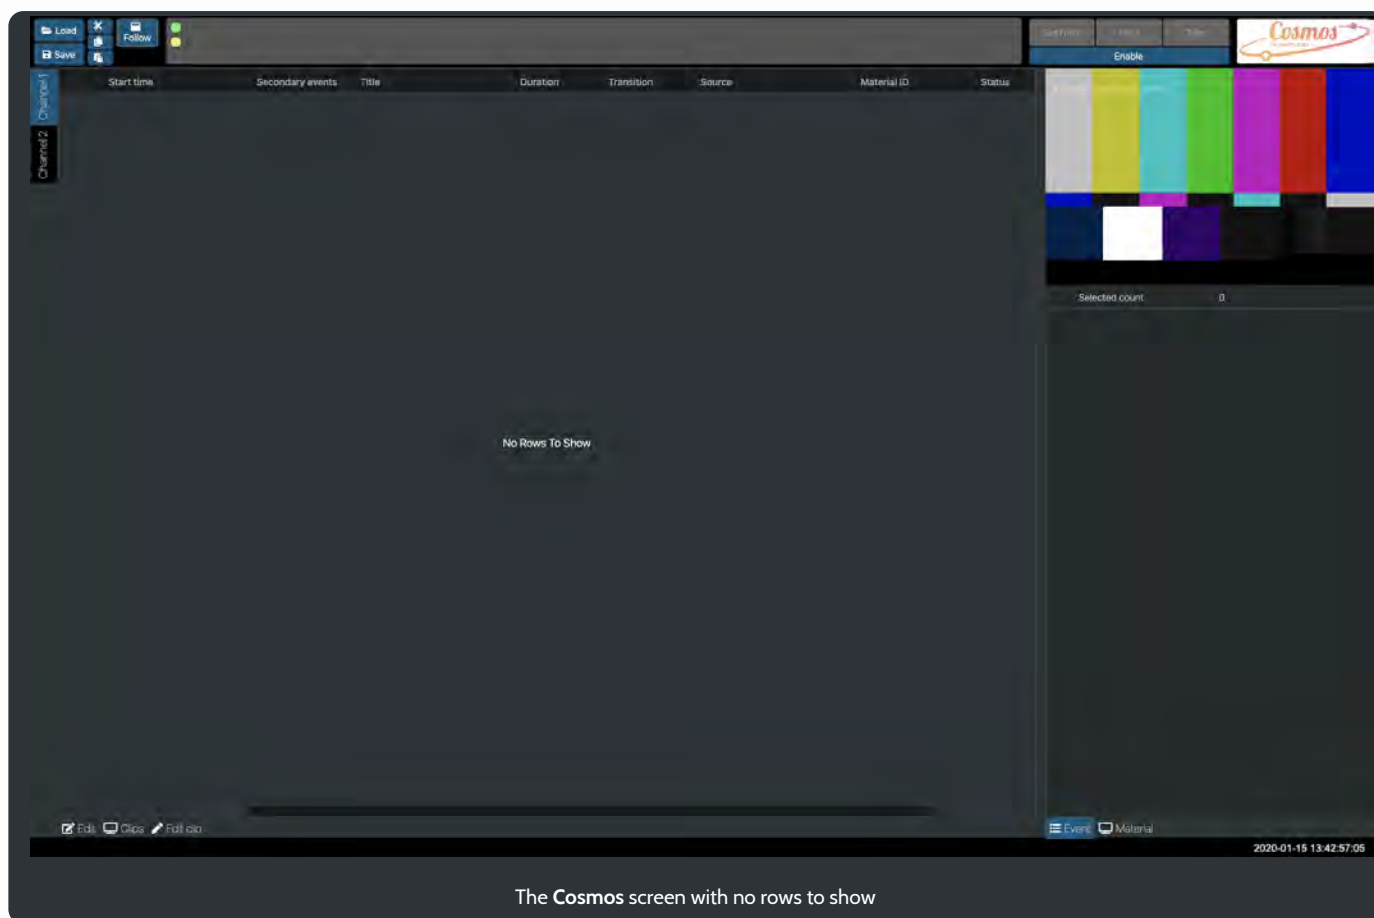 Load
Save
Follow
Enable
Cosmos
Channel 1
Channel 2
Start time Secondary events Title Duration Transition Source Material ID Status
Selected count 0
No Rows To Show
Edit Clips Edit clip
Event Material
2020-01-15 13:42:57:05
The Cosmos screen with no rows to show